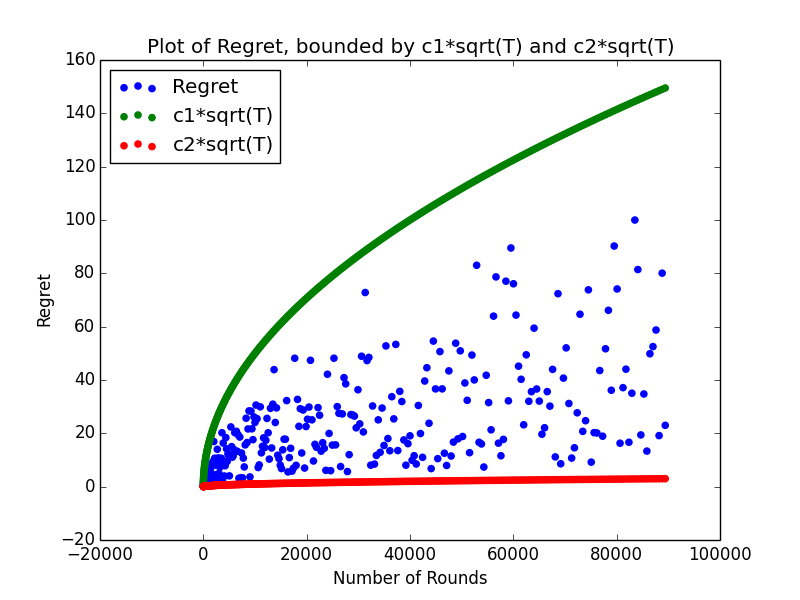 Plot of Regret, bounded by c1*sqrt(T) and c2*sqrt(T)
160
140
120
100
80
60
40
20
0
−20
Regret
c1*sqrt(T)
c2*sqrt(T)
Regret
−20000 0 20000 40000 60000 80000 100000
Number of Rounds